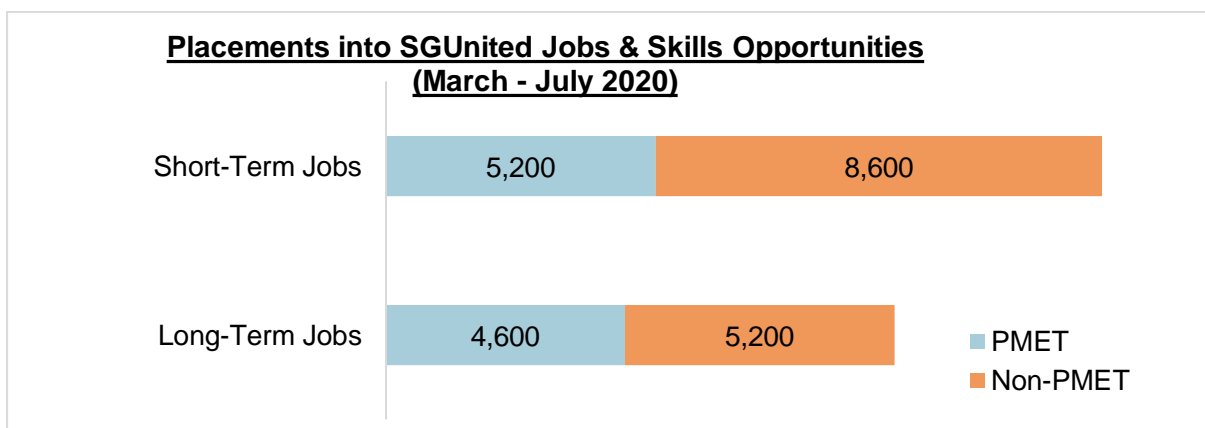 Placements into SGUnited Jobs & Skills Opportunities
(March - July 2020)
Short-Term Jobs
5,200
8,600
Long-Term Jobs
4,600
5,200
PMET
Non-PMET